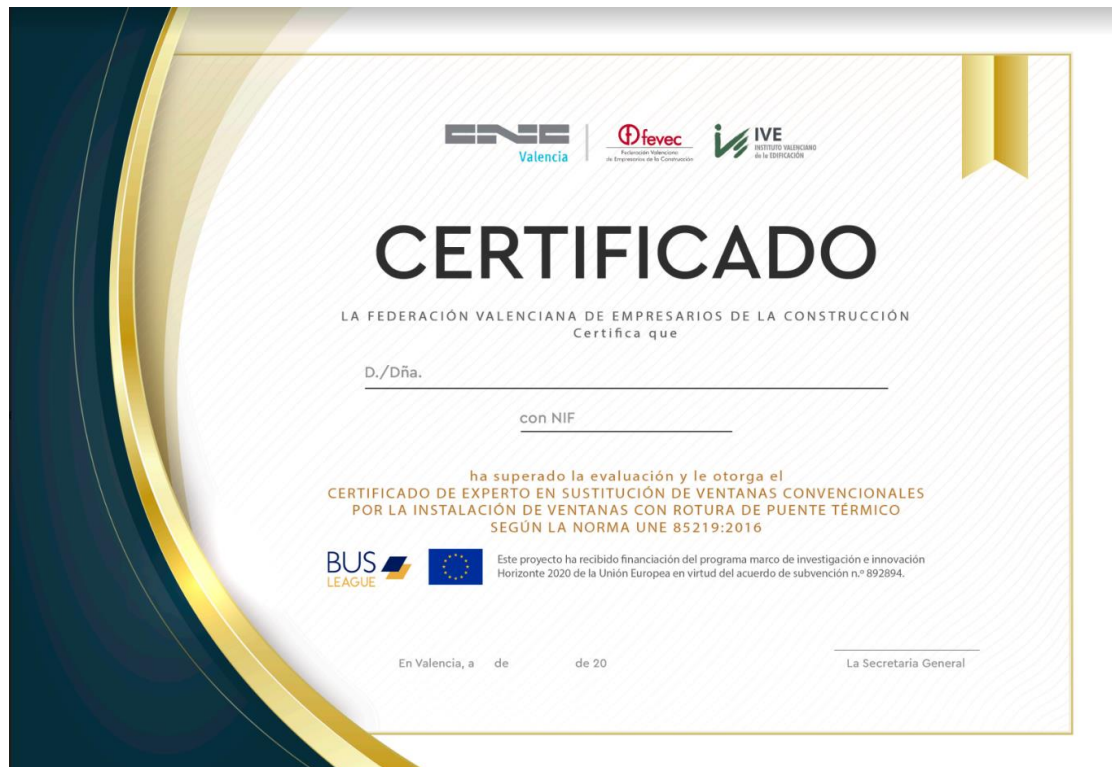 CNC
Valencia
fevec
Federación Valenciana
de Empresarios de la Construcción
IVE
INSTITUTO VALENCIANO
de la EDIFICACIÓN
CERTIFICADO
LA FEDERACIÓN VALENCIANA DE EMPRESARIOS DE LA CONSTRUCCIÓN
Certifica que
D./Dña.
con NIF
ha superado la evaluación y le otorga el
CERTIFICADO DE EXPERTO EN SUSTITUCIÓN DE VENTANAS CONVENCIONALES
POR LA INSTALACIÓN DE VENTANAS CON ROTURA DE PUENTE TÉRMICO
SEGÚN LA NORMA UNE 85219:2016
BUS
LEAGUE
Este proyecto ha recibido financiación del programa marco de investigación e innovación
Horizonte 2020 de la Unión Europea en virtud del acuerdo de subvención n.º 892894.
En Valencia, a de de 20
La Secretaria General